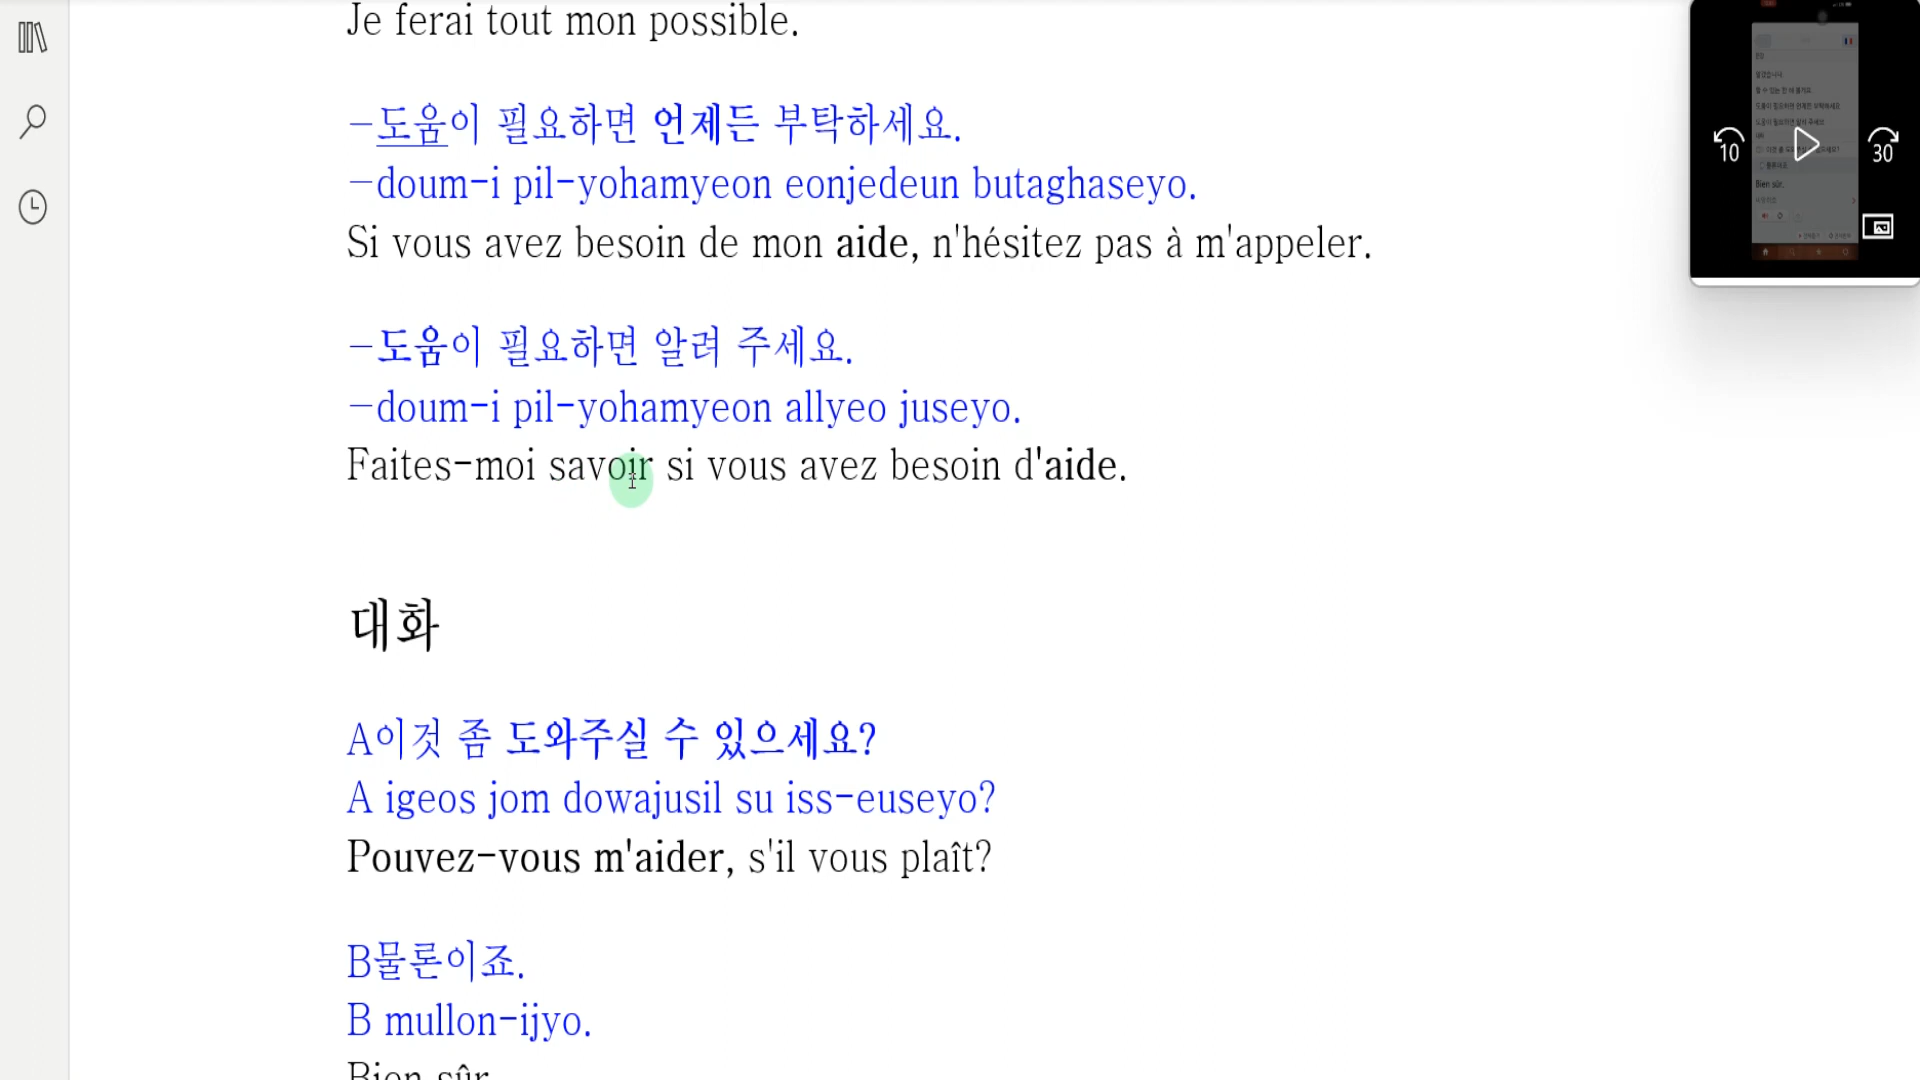 Je ferai tout mon possible.
-도움이 필요하면 언제든 부탁하세요.
-doum-i pil-yohamyeon eonjedeun butaghaseyo.
Si vous avez besoin de mon aide, n'hésitez pas à m'appeler.
-도움이 필요하면 알려 주세요.
-doum-i pil-yohamyeon allyeo juseyo.
Faites-moi savoir si vous avez besoin d'aide.
대화
A이것 좀 도와주실 수 있으세요?
A igeos jom dowajusil su iss-euseyo?
Pouvez-vous m'aider, s'il vous plaît?
B물론이죠.
B mullon-ijyo.
Bien sûr
10
30
Bien sûr.